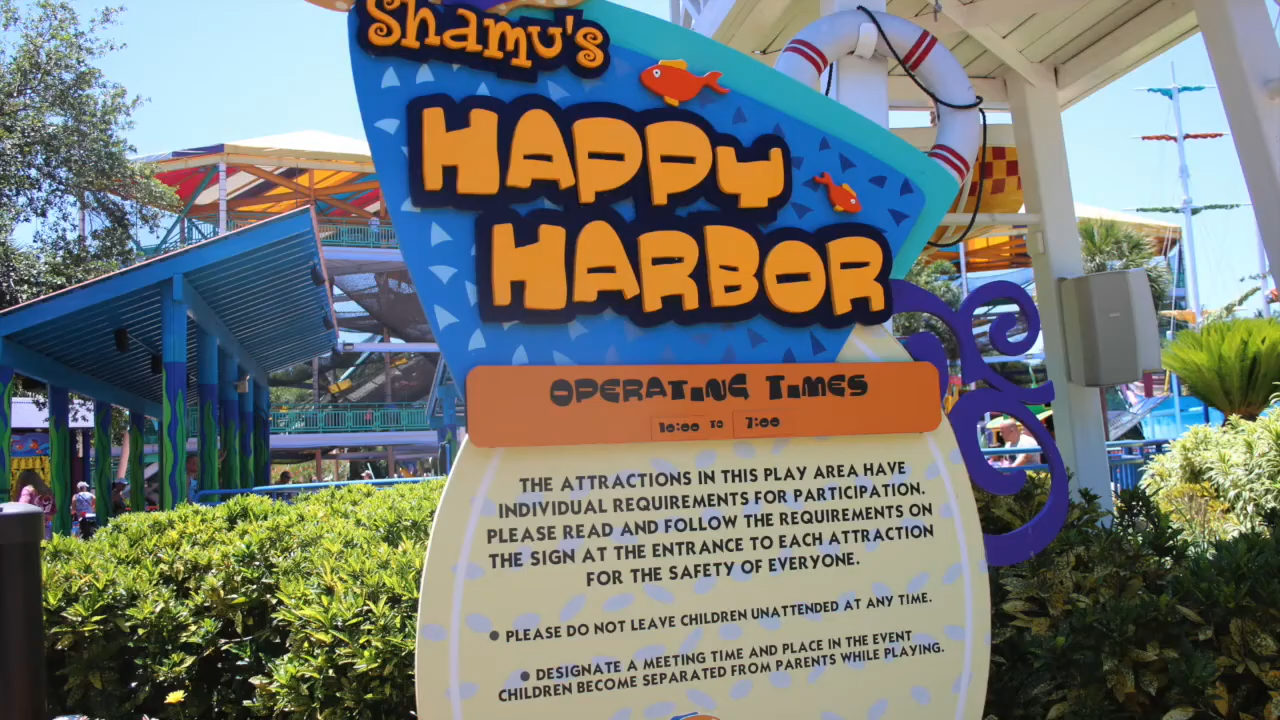 Shamu's
HAPPY
HARBOR
OPERATING TIMES
10:00 TO 7:00
THE ATTRACTIONS IN THIS PLAY AREA HAVE
INDIVIDUAL REQUIREMENTS FOR PARTICIPATION.
PLEASE READ AND FOLLOW THE REQUIREMENTS ON
THE SIGN AT THE ENTRANCE TO EACH ATTRACTION
FOR THE SAFETY OF EVERYONE.
• PLEASE DO NOT LEAVE CHILDREN UNATTENDED AT ANY TIME.
• DESIGNATE A MEETING TIME AND PLACE IN THE EVENT
CHILDREN BECOME SEPARATED FROM PARENTS WHILE PLAYING.